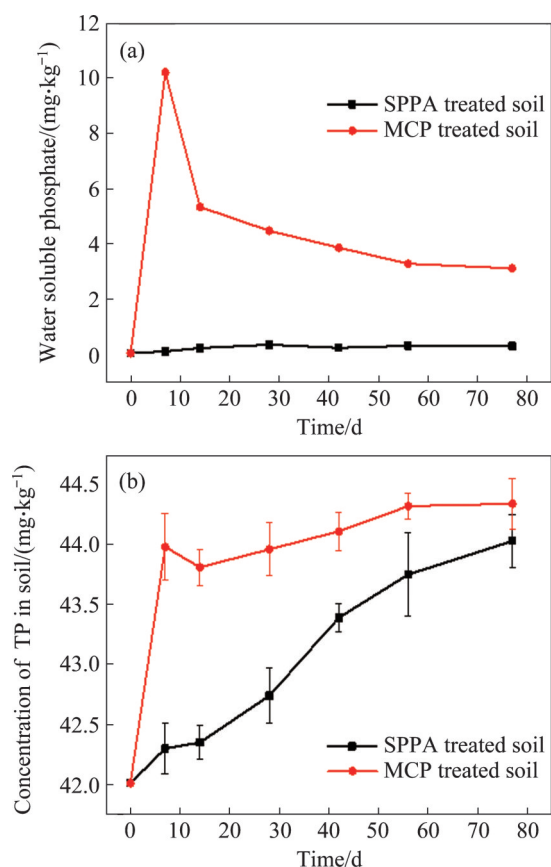 (a)
SPPA treated soil
MCP treated soil
Water soluble phosphate/(mg·kg⁻¹)
12
10
8
6
4
2
0
0 10 20 30 40 50 60 70 80
Time/d
(b)
SPPA treated soil
MCP treated soil
Concentration of TP in soil/(mg·kg⁻¹)
44.5
44.0
43.5
43.0
42.5
42.0
0 10 20 30 40 50 60 70 80
Time/d